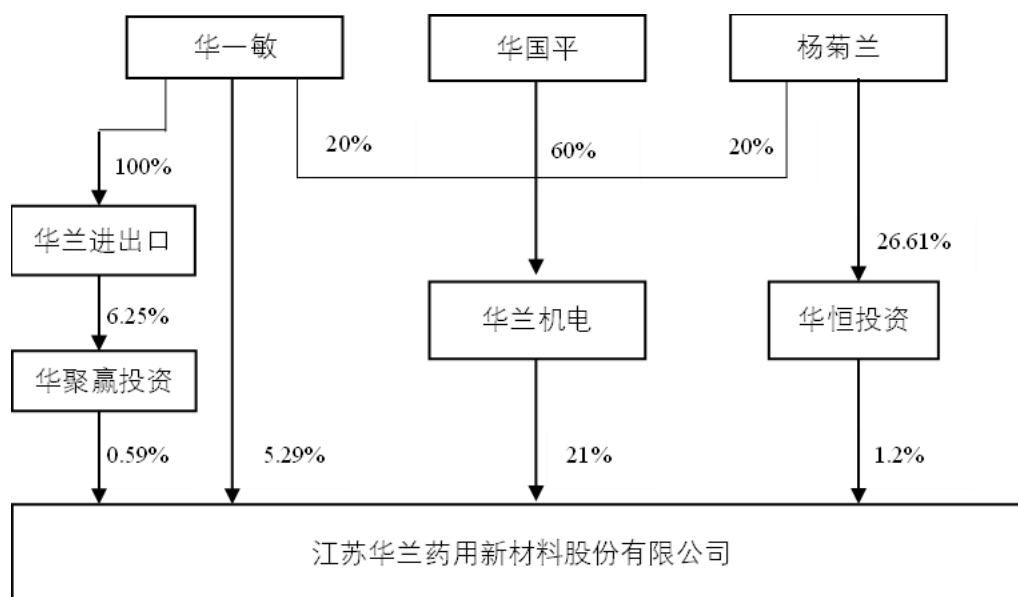 华一敏
华国平
杨菊兰
20%
60%
20%
100%
华兰进出口
26.61%
6.25%
华兰机电
华恒投资
华聚赢投资
0.59%
5.29%
21%
1.2%
江苏华兰药用新材料股份有限公司